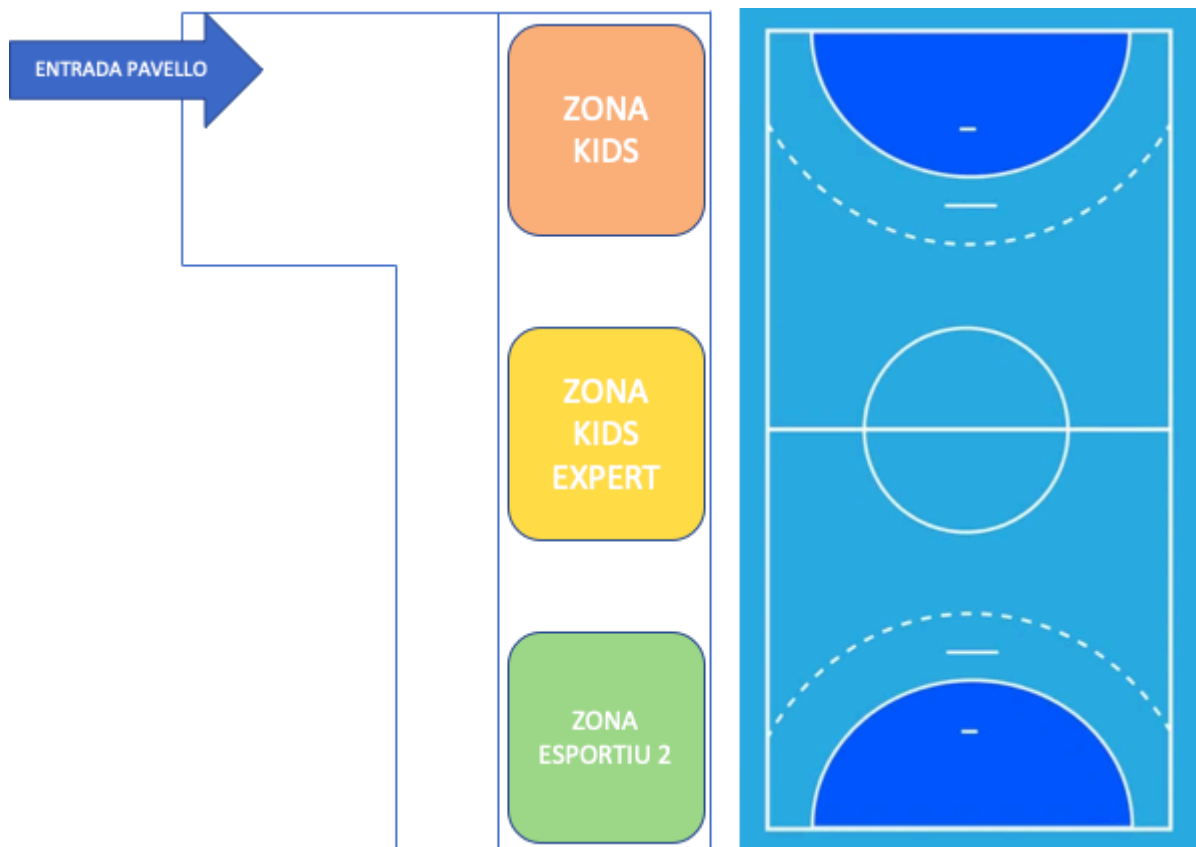 ENTRADA PAVELLO
ZONA
KIDS
ZONA
KIDS
EXPERT
ZONA
ESPORTIU 2